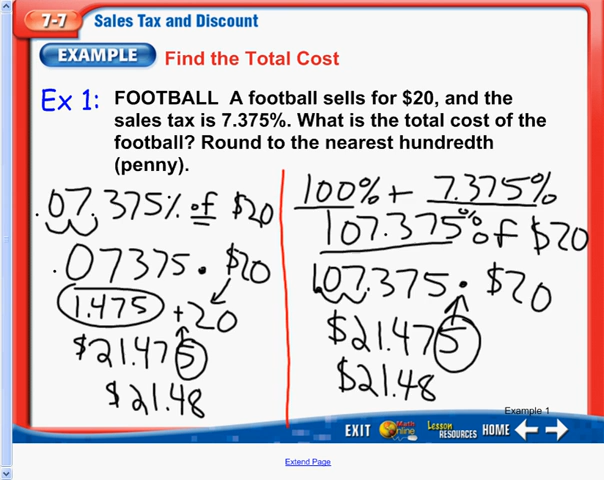 7-7 Sales Tax and Discount
EXAMPLE Find the Total Cost
Ex 1: FOOTBALL A football sells for $20, and the
sales tax is 7.375%. What is the total cost of the
football? Round to the nearest hundredth
(penny).
.07.375% of $20
.07375 • $20
1.475 + 20
$21.475
$21.48
100% + 7.375%
107.375% of $20
1.07.375 • $20
$21.475
$21.48
Example 1
EXIT Math Online Lesson RESOURCES HOME
Extend Page